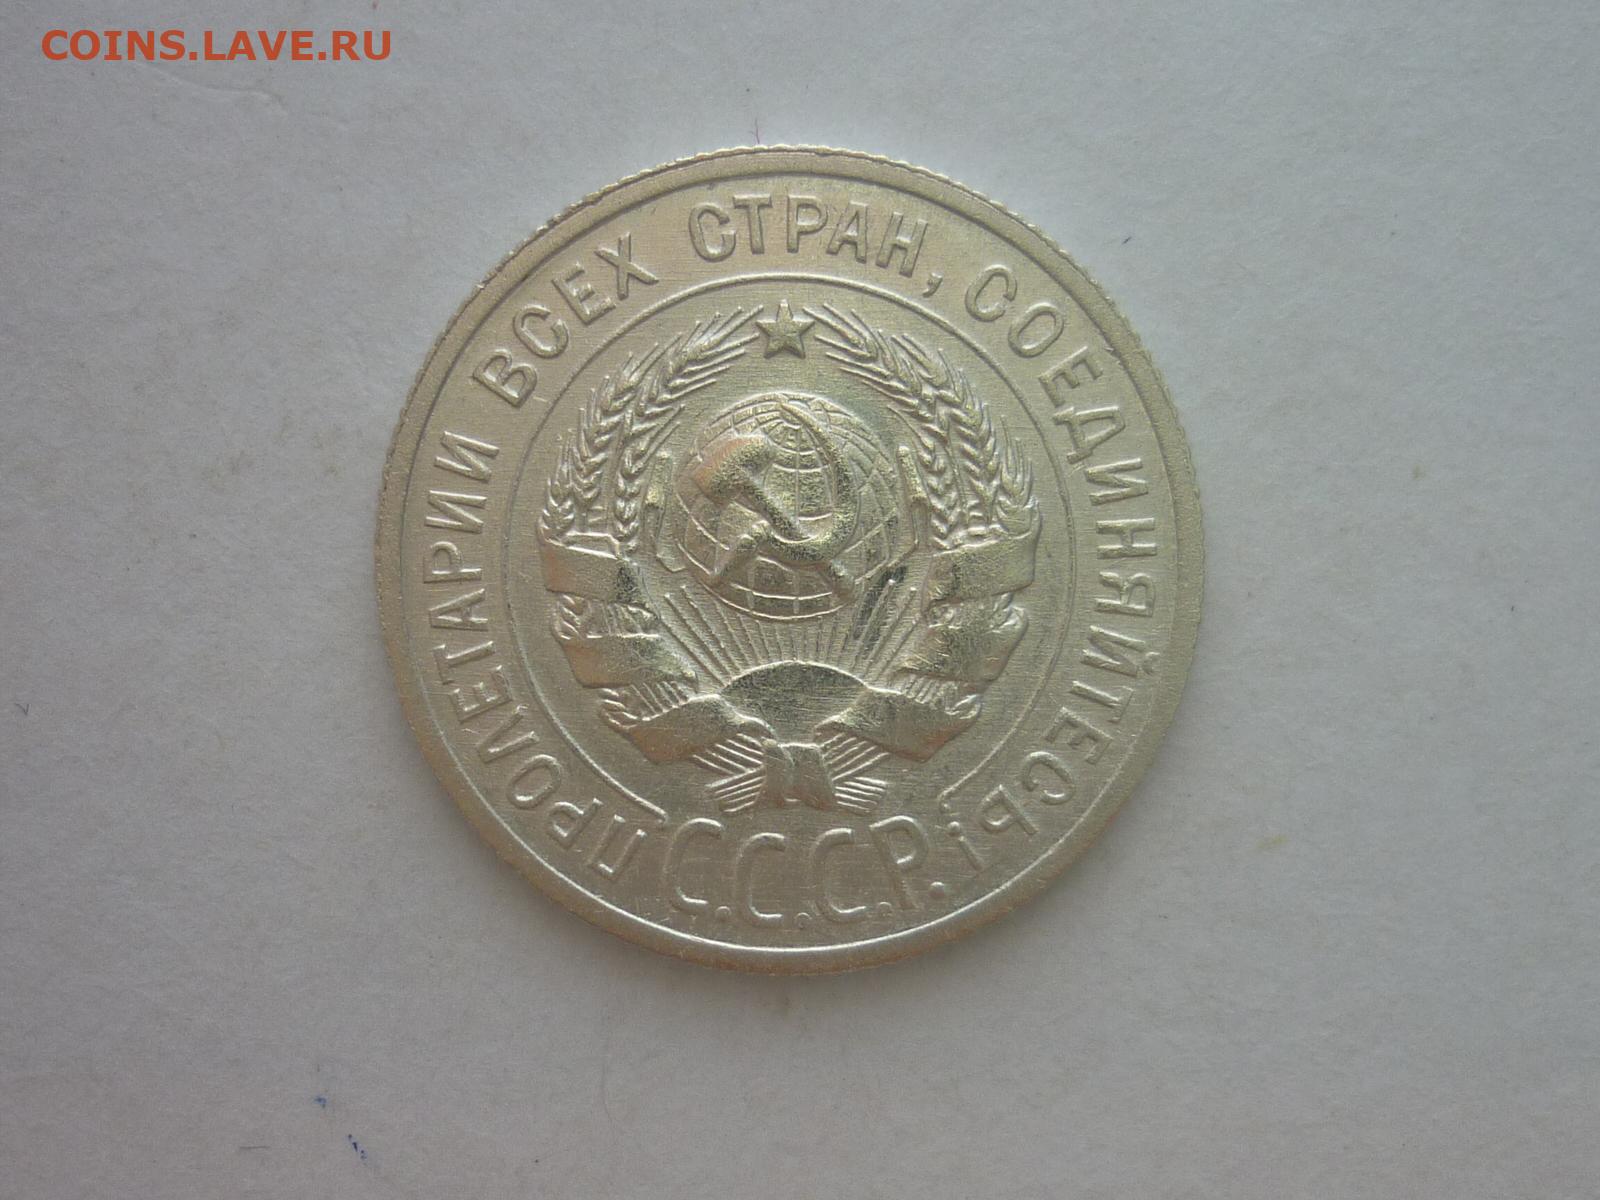 COINS.LAVE.RU
ПРОЛЕТАРИИ ВСЕХ СТРАН, СОЕДИНЯЙТЕСЬ!
С.С.С.Р.